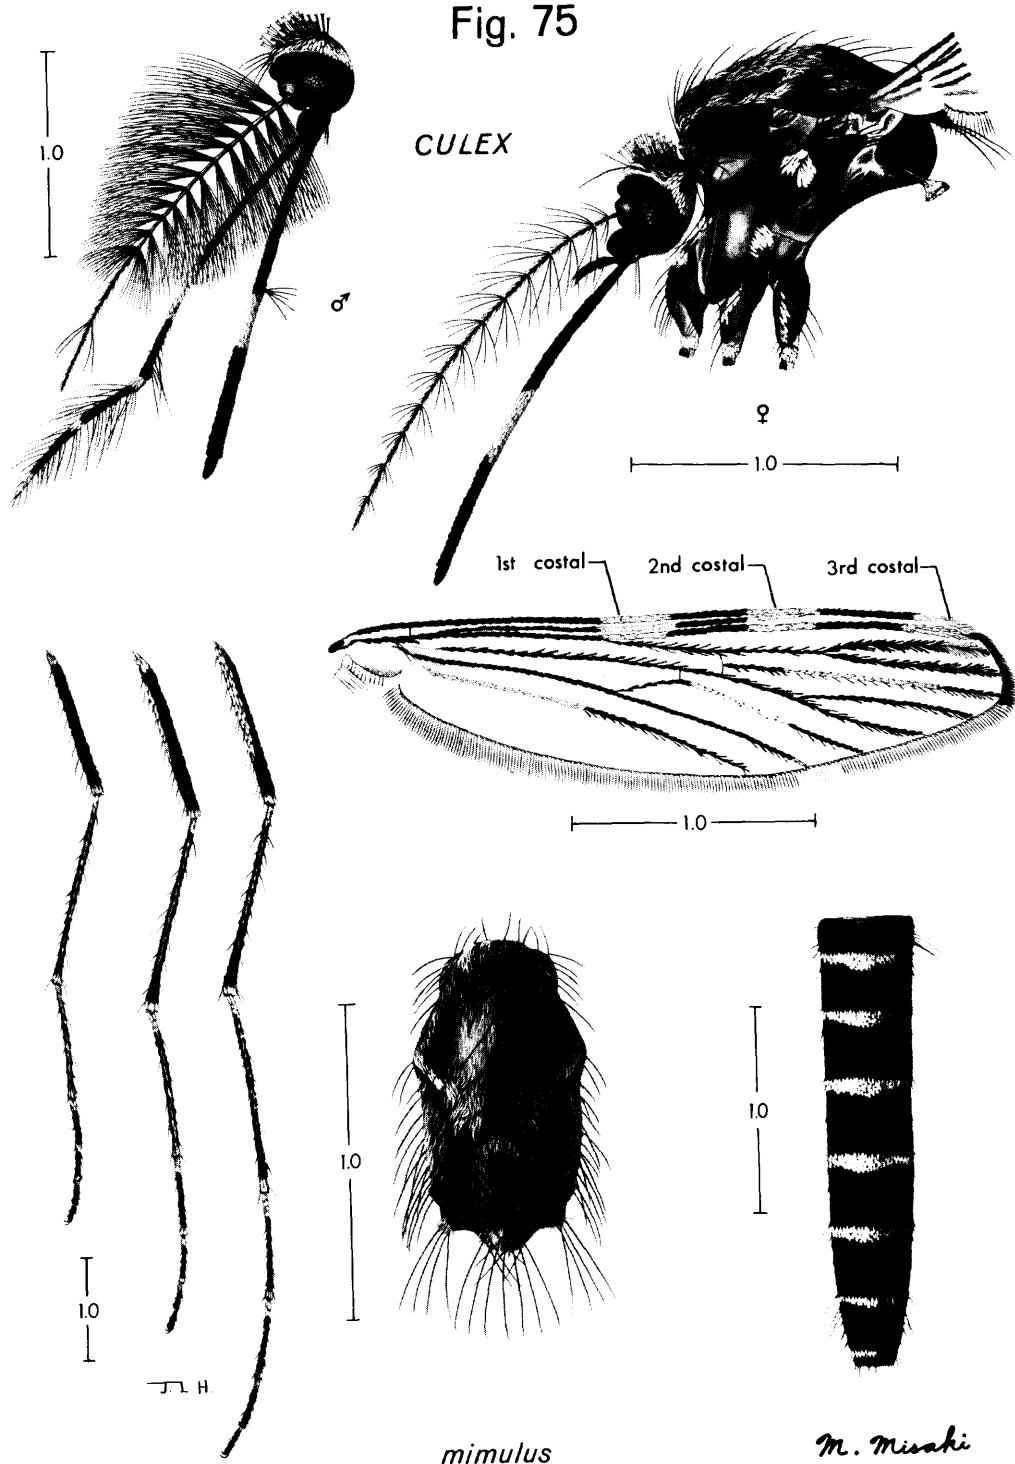 Fig. 75
CULEX
1.0
♂
♀
1.0
1st costal
2nd costal
3rd costal
1.0
1.0
1.0
1.0
mimulus
M. Misaki